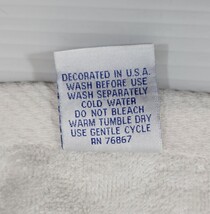 DECORATED IN U.S.A.
WASH BEFORE USE
WASH SEPARATELY
COLD WATER
DO NOT BLEACH
WARM TUMBLE DRY
USE GENTLE CYCLE
RN 76867